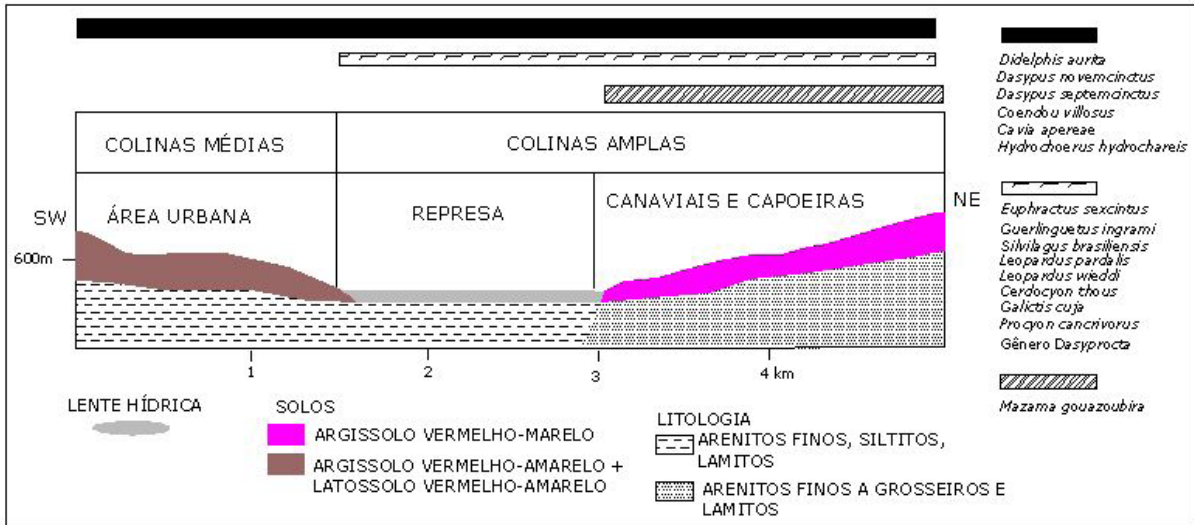 COLINAS MÉDIAS
COLINAS AMPLAS
SW
ÁREA URBANA
REPRESA
CANAVIAIS E CAPOEIRAS
NE
600m
1
2
3
4 km
Didelphis aurita
Dasypus novemcinctus
Dasypus septemcinctus
Coendou villosus
Cavia apereae
Hydrochoerus hydrochareis
Euphractus sexcintus
Guerlinguetus ingrami
Silvilagus brasiliensis
Leopardus pardalis
Leopardus wieddi
Cerdocyon thous
Galictis cuja
Procyon cancrivorus
Gênero Dasyprocta
Mazama gouazoubira
LENTE HÍDRICA
SOLOS
ARGISSOLO VERMELHO-MARELO
ARGISSOLO VERMELHO-AMARELO +
LATOSSOLO VERMELHO-AMARELO
LITOLOGIA
ARENITOS FINOS, SILTITOS,
LAMITOS
ARENITOS FINOS A GROSSEIROS E
LAMITOS